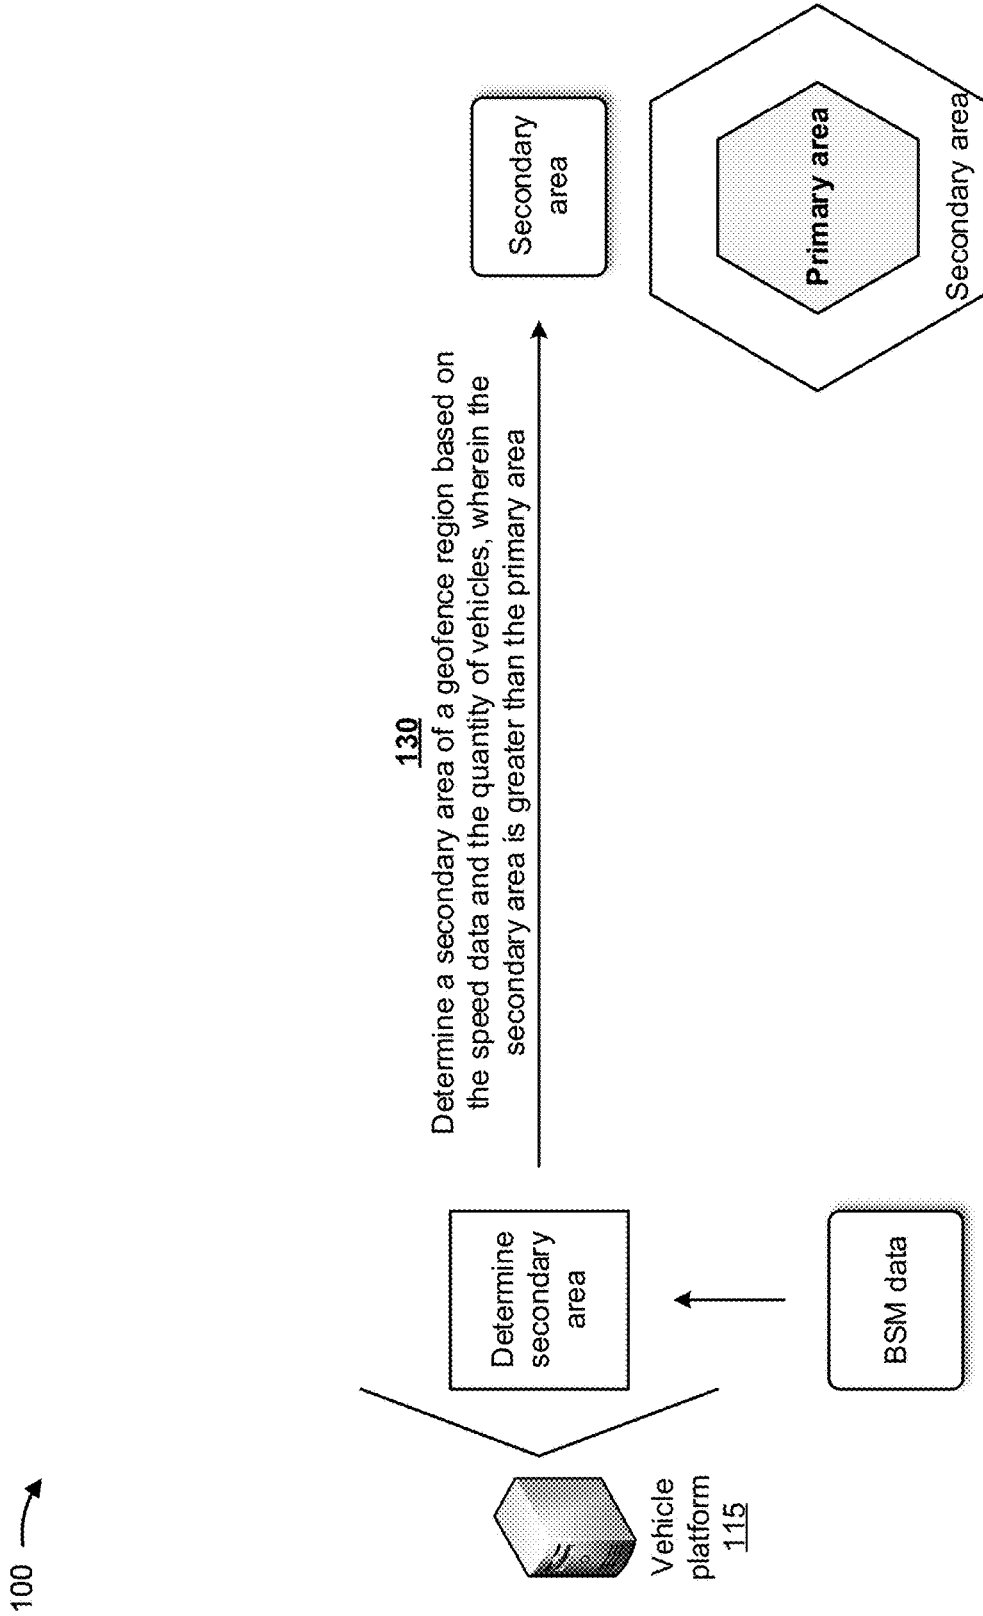 100
130
Determine a secondary area of a geofence region based on
the speed data and the quantity of vehicles, wherein the
secondary area is greater than the primary area
Vehicle
platform
115
Determine
secondary
area
BSM data
Secondary
area
Primary area
Secondary area